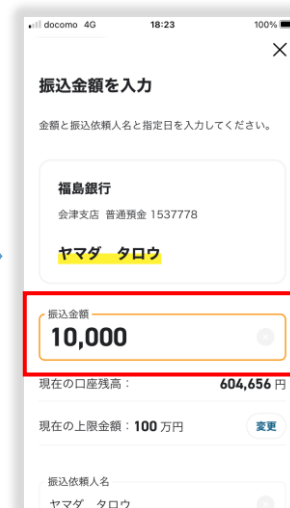 docomo 4G 18:23 100%
振込金額を入力
金額と振込依頼人名と指定日を入力してください。
福島銀行
会津支店 普通預金 1537778
ヤマダ タロウ
振込金額
10,000
現在の口座残高： 604,656 円
現在の上限金額：100 万円 変更
振込依頼人名
ヤマダ タロウ